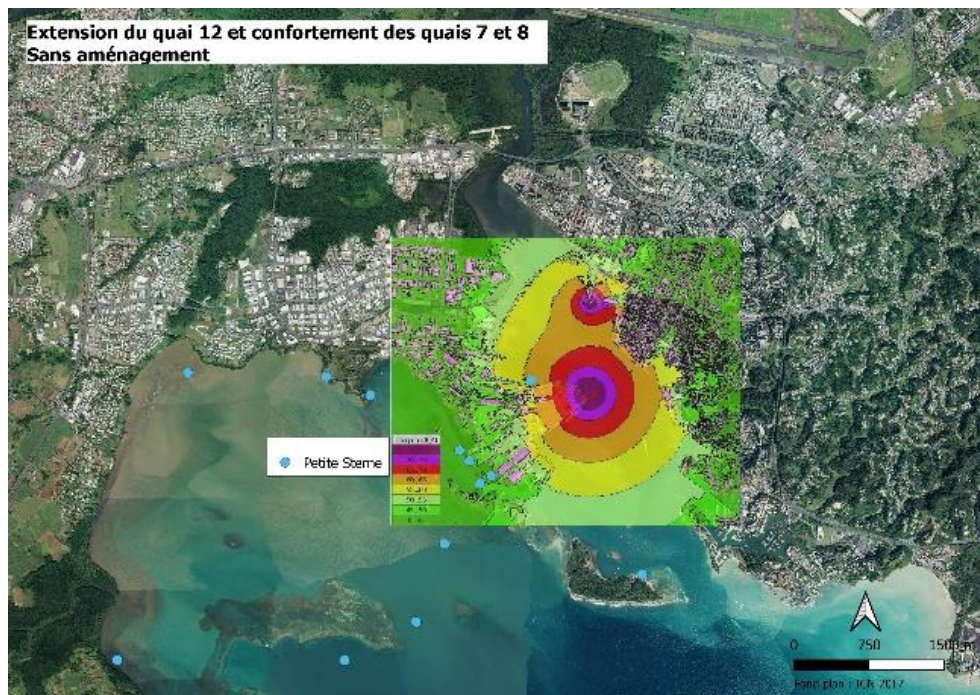 Extension du quai 12 et confortement des quais 7 et 8
Sans aménagement
Petite Sterne
0 750 1500 m
Fond plan : IGN 2017